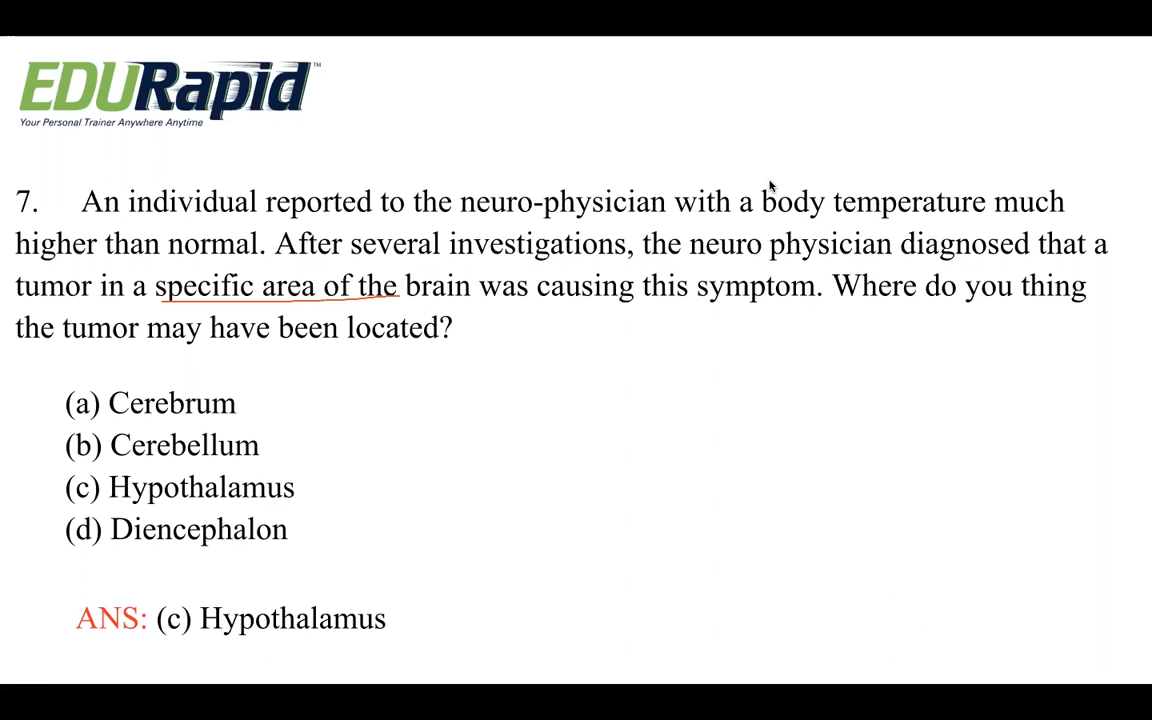 EDURapid™
Your Personal Trainer Anywhere Anytime
7. An individual reported to the neuro-physician with a body temperature much
higher than normal. After several investigations, the neuro physician diagnosed that a
tumor in a specific area of the brain was causing this symptom. Where do you thing
the tumor may have been located?
(a) Cerebrum
(b) Cerebellum
(c) Hypothalamus
(d) Diencephalon
ANS: (c) Hypothalamus